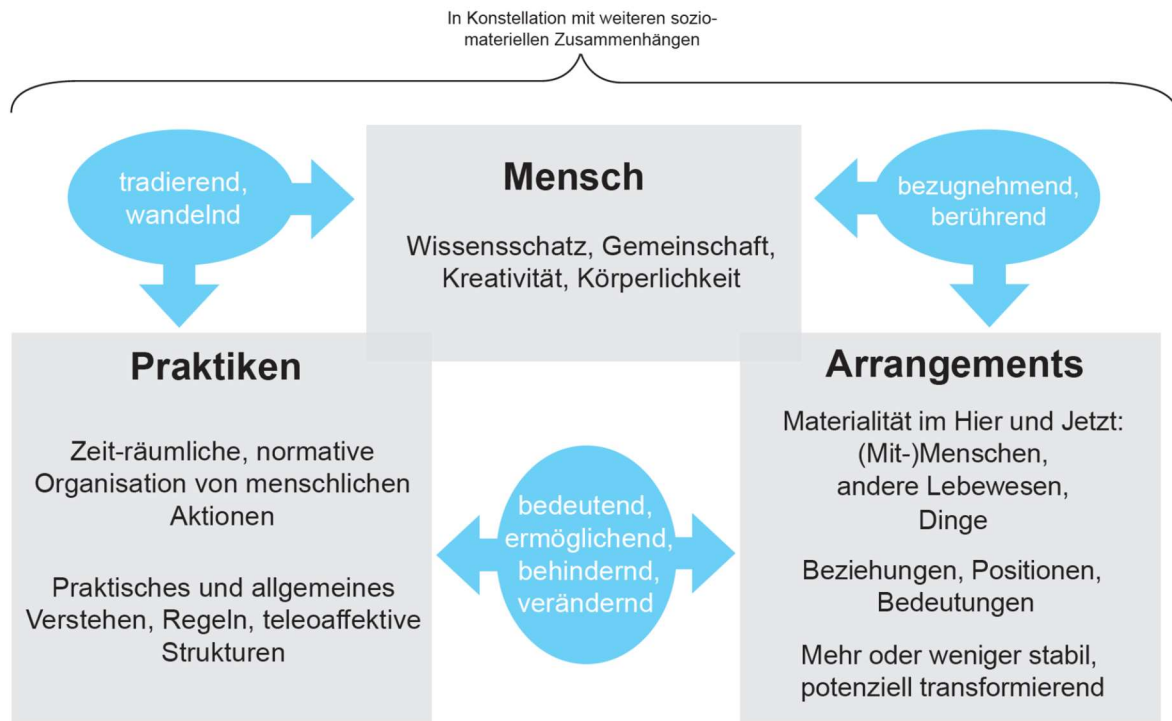 In Konstellation mit weiteren sozio-
materiellen Zusammenhängen
tradierend,
wandelnd
Mensch
Wissensschatz, Gemeinschaft,
Kreativität, Körperlichkeit
bezugnehmend,
berührend
Praktiken
Zeit-räumliche, normative
Organisation von menschlichen
Aktionen
Praktisches und allgemeines
Verstehen, Regeln, teleoaffektive
Strukturen
bedeutend,
ermöglichend,
behindernd,
verändernd
Arrangements
Materialität im Hier und Jetzt:
(Mit-)Menschen,
andere Lebewesen,
Dinge
Beziehungen, Positionen,
Bedeutungen
Mehr oder weniger stabil,
potenziell transformierend